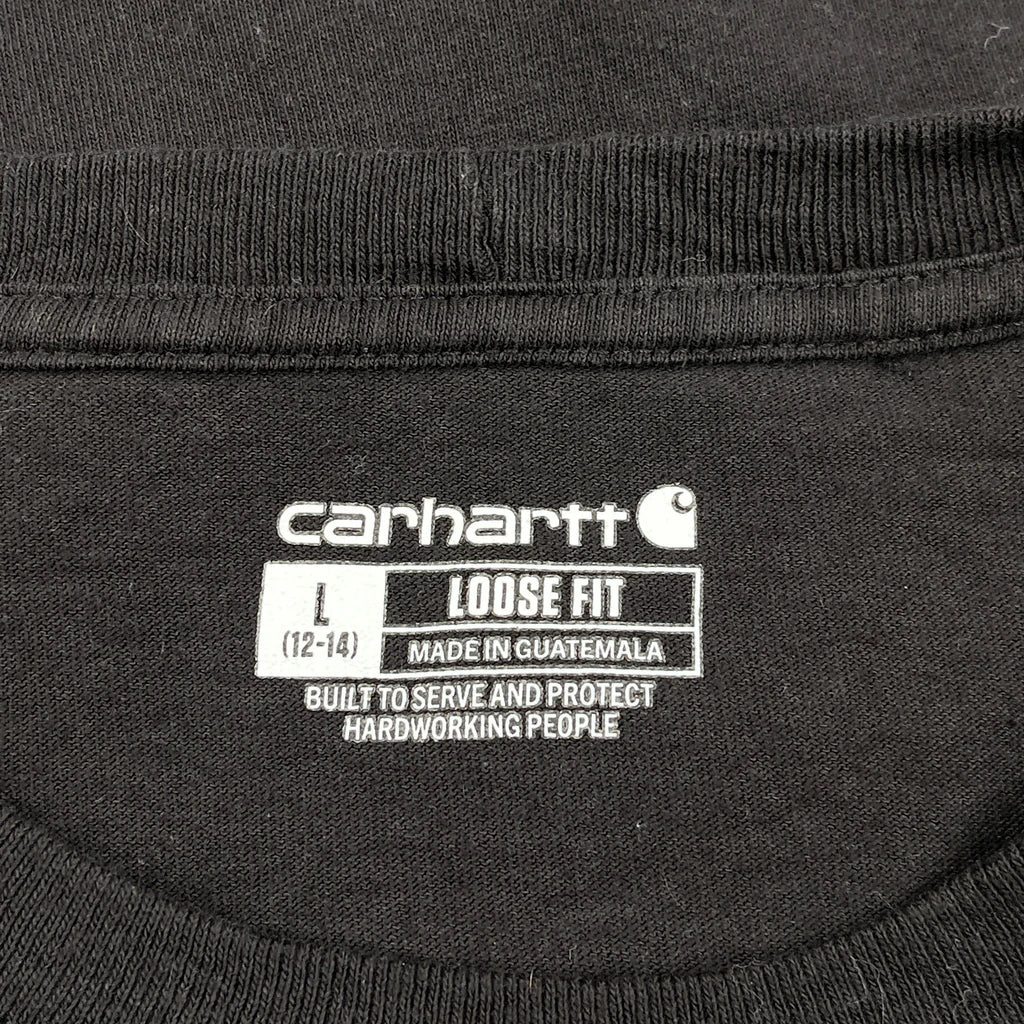 carhartt
L
(12-14)
LOOSE FIT
MADE IN GUATEMALA
BUILT TO SERVE AND PROTECT
HARDWORKING PEOPLE